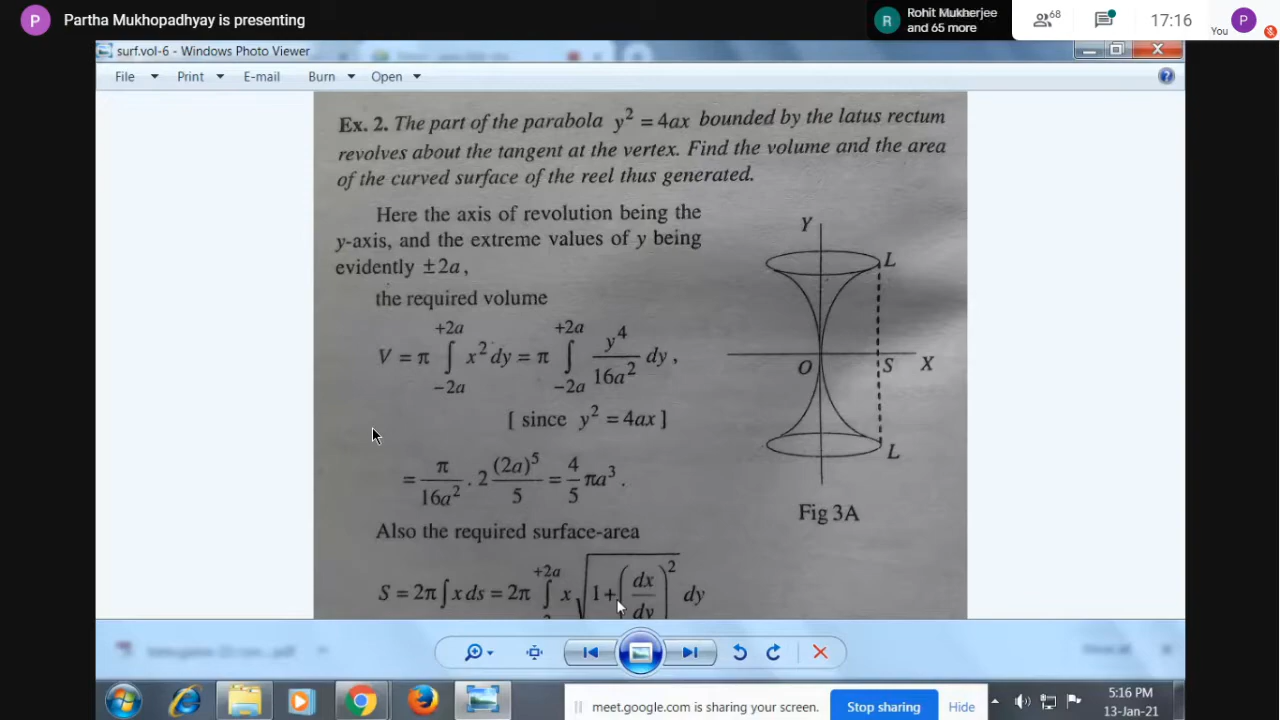 P
Partha Mukhopadhyay is presenting
R
Rohit Mukherjee
and 65 more
68
17:16
You
P
surf.vol-6 - Windows Photo Viewer
File Print E-mail Burn Open
Ex. 2. The part of the parabola y² = 4ax bounded by the latus rectum
revolves about the tangent at the vertex. Find the volume and the area
of the curved surface of the reel thus generated.
Here the axis of revolution being the
y-axis, and the extreme values of y being
evidently ±2a,
the required volume
V = π ∫_{-2a}^{+2a} x² dy = π ∫_{-2a}^{+2a} y⁴/16a² dy,
[ since y² = 4ax ]
= π/16a² . 2 (2a)⁵/5 = 4/5 πa³.
Also the required surface-area
S = 2π ∫ x ds = 2π ∫^{+2a} x √1+(dx/dy)² dy
Y
L
O
S
X
L
Fig 3A
meet.google.com is sharing your screen.
Stop sharing
Hide
5:16 PM
13-Jan-21